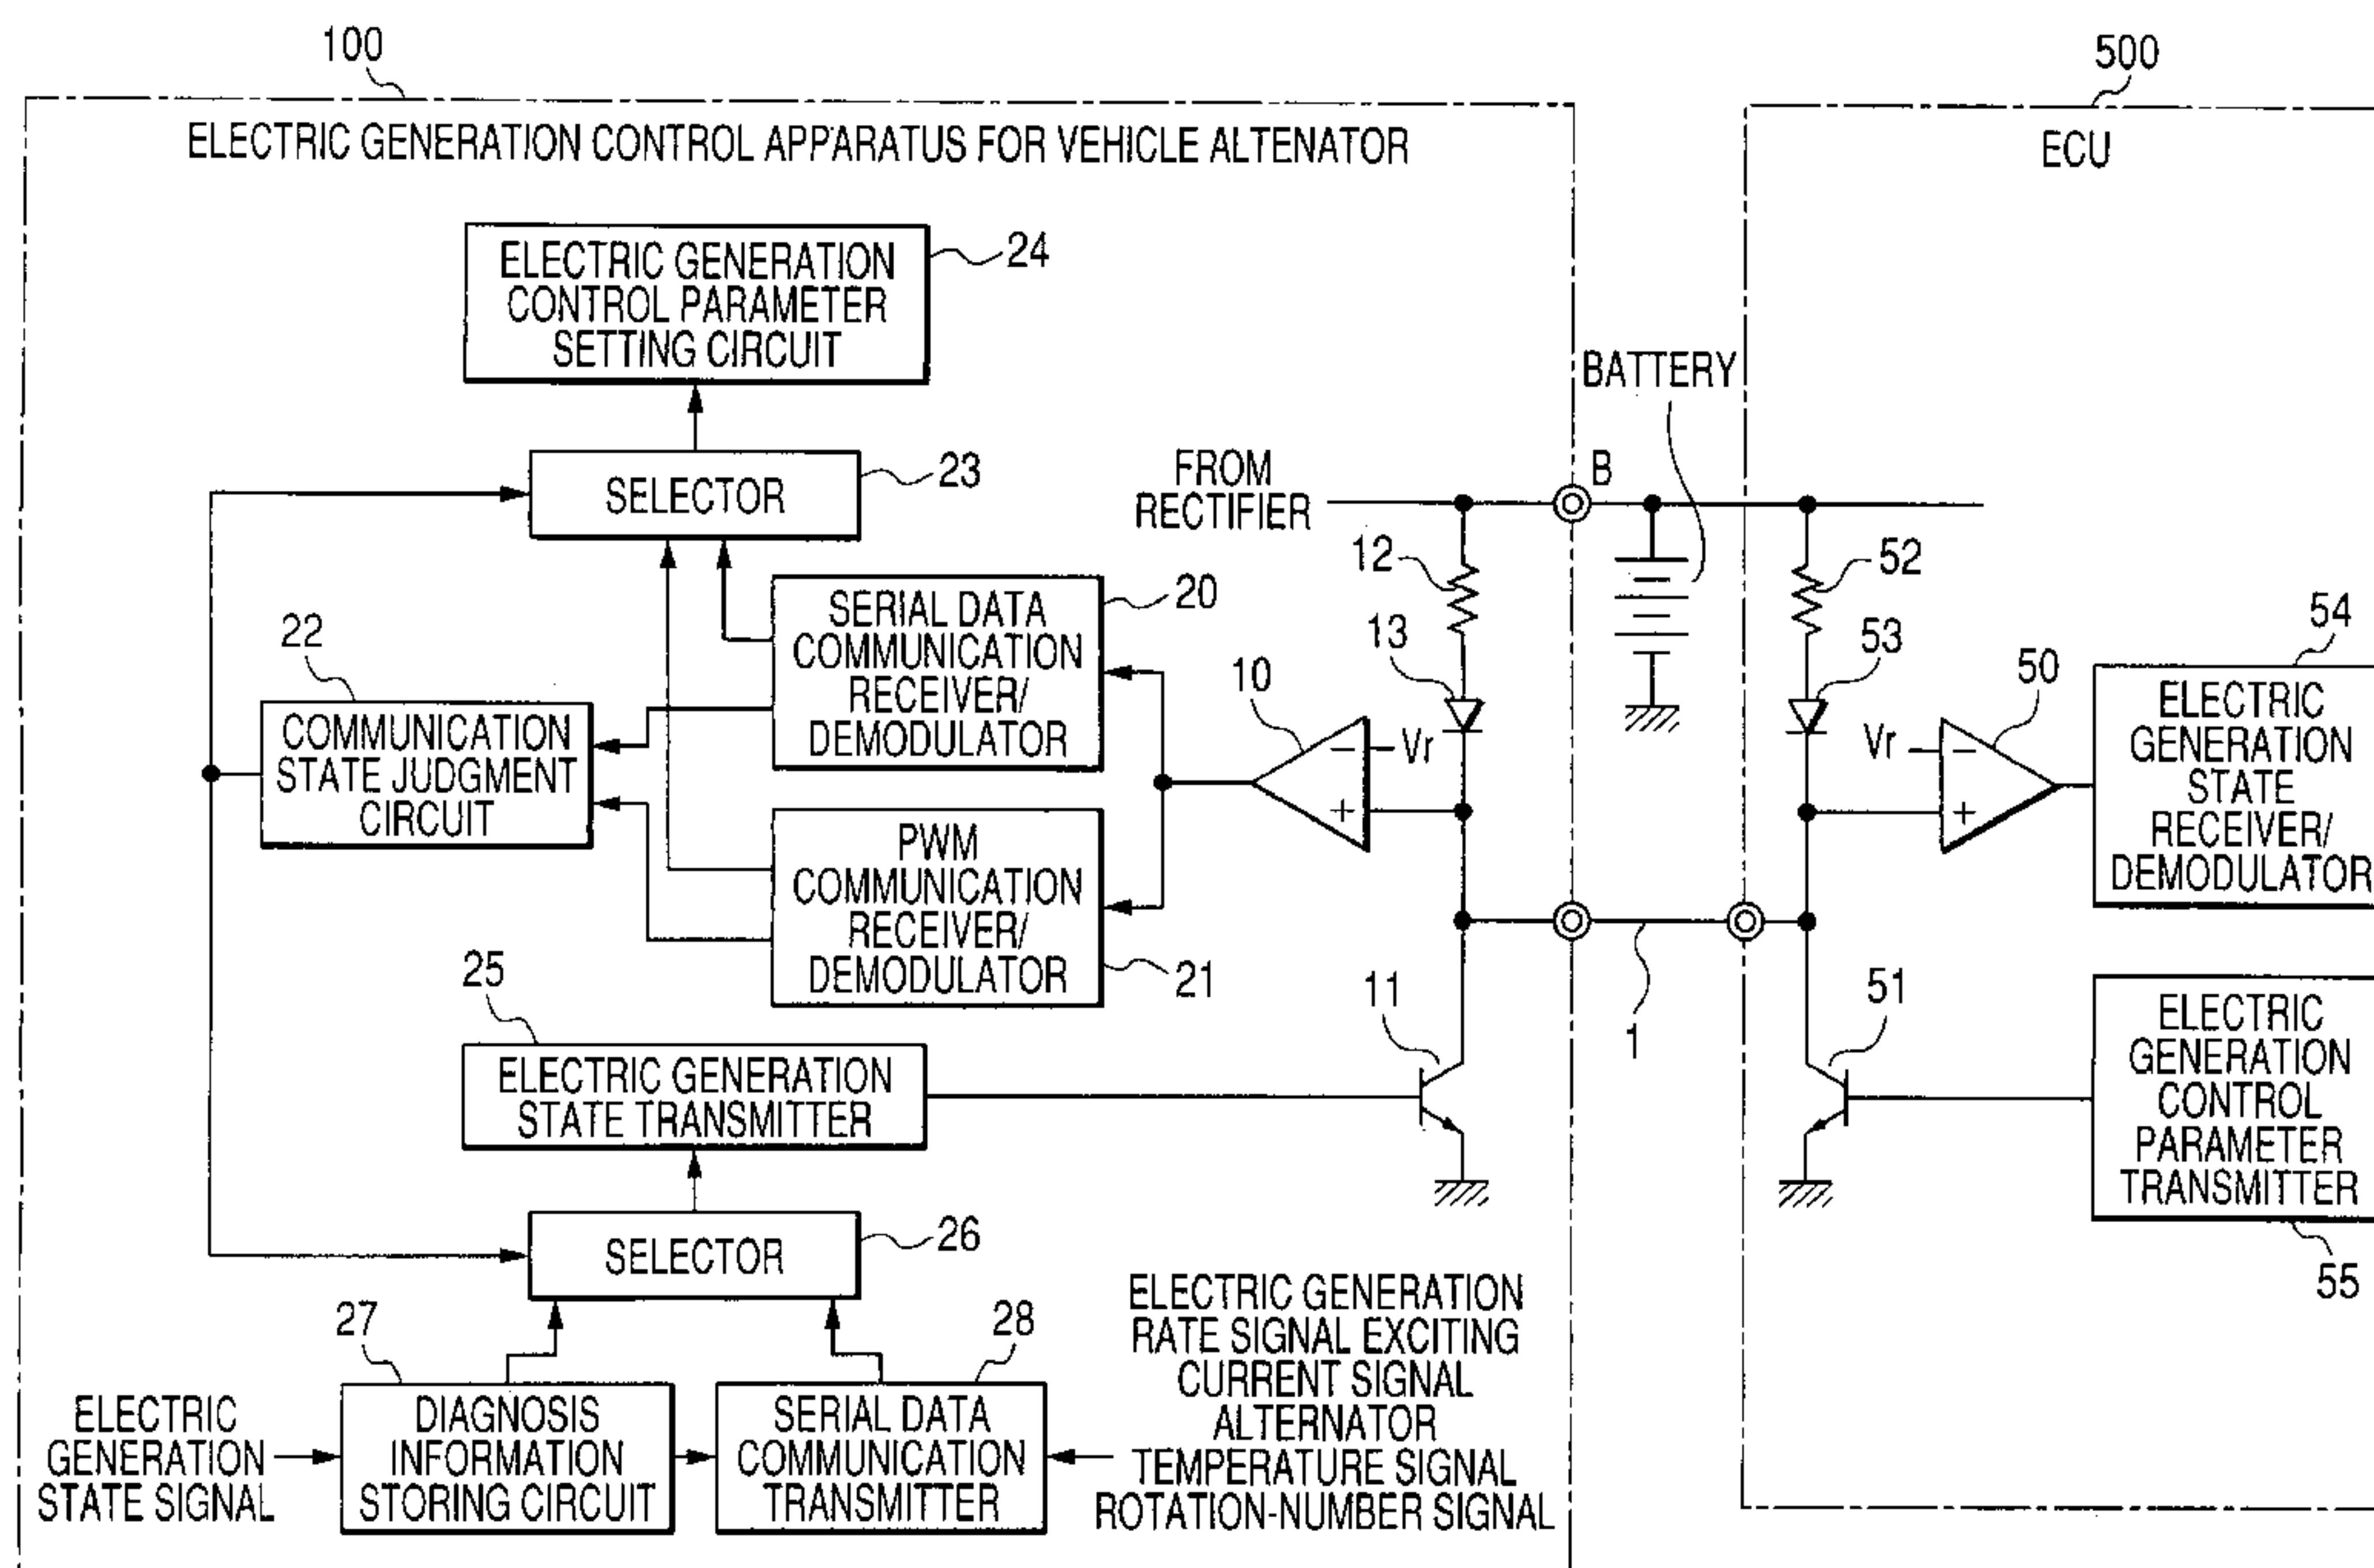 100
500
ELECTRIC GENERATION CONTROL APPARATUS FOR VEHICLE ALTENATOR
ECU
ELECTRIC GENERATION
CONTROL PARAMETER
SETTING CIRCUIT
24
BATTERY
SELECTOR
23
FROM
RECTIFIER
B
12
52
SERIAL DATA
COMMUNICATION
RECEIVER/
DEMODULATOR
20
13
53
54
22
COMMUNICATION
STATE JUDGMENT
CIRCUIT
10
−
Vr
+
Vr
−
+
50
ELECTRIC
GENERATION
STATE
RECEIVER/
DEMODULATOR
PWM
COMMUNICATION
RECEIVER/
DEMODULATOR
21
25
ELECTRIC GENERATION
STATE TRANSMITTER
11
1
51
ELECTRIC
GENERATION
CONTROL
PARAMETER
TRANSMITTER
55
SELECTOR
26
27
28
ELECTRIC
GENERATION
STATE SIGNAL
DIAGNOSIS
INFORMATION
STORING CIRCUIT
SERIAL DATA
COMMUNICATION
TRANSMITTER
ELECTRIC GENERATION
RATE SIGNAL EXCITING
CURRENT SIGNAL
ALTERNATOR
TEMPERATURE SIGNAL
ROTATION-NUMBER SIGNAL